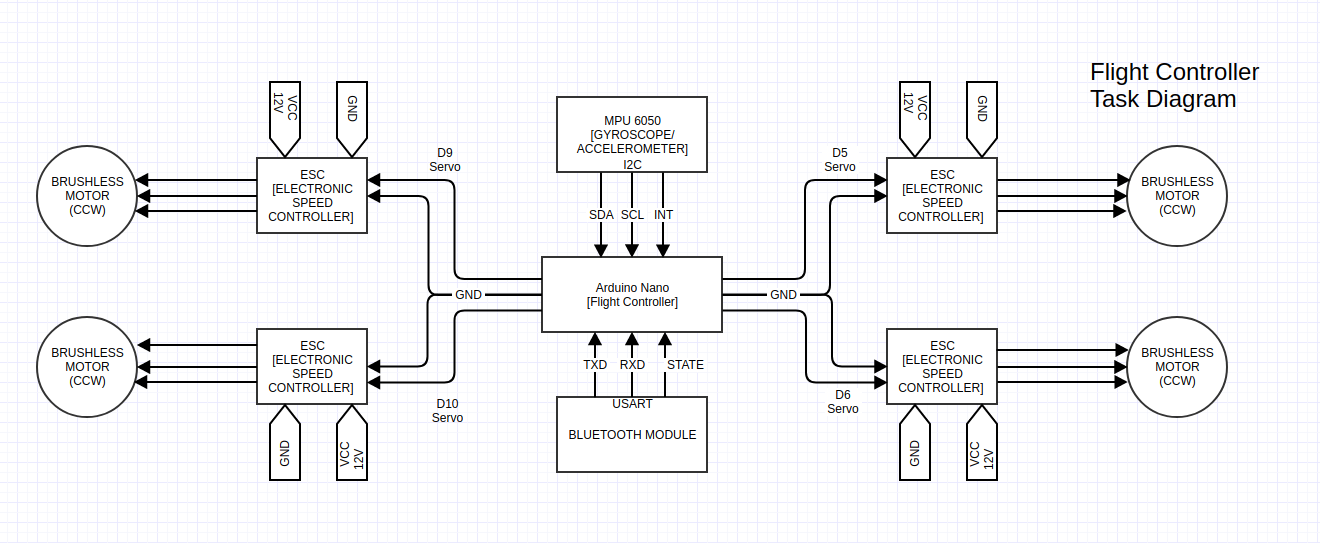 Flight Controller
Task Diagram
VCC
12V
GND
VCC
12V
GND
MPU 6050
[GYROSCOPE/
ACCELEROMETER]
I2C
D9
Servo
D5
Servo
BRUSHLESS
MOTOR
(CCW)
ESC
[ELECTRONIC
SPEED
CONTROLLER]
ESC
[ELECTRONIC
SPEED
CONTROLLER]
BRUSHLESS
MOTOR
(CCW)
SDA SCL INT
GND
Arduino Nano
[Flight Controller]
GND
BRUSHLESS
MOTOR
(CCW)
ESC
[ELECTRONIC
SPEED
CONTROLLER]
TXD RXD STATE
ESC
[ELECTRONIC
SPEED
CONTROLLER]
BRUSHLESS
MOTOR
(CCW)
D10
Servo
USART
BLUETOOTH MODULE
D6
Servo
GND
VCC
12V
GND
VCC
12V